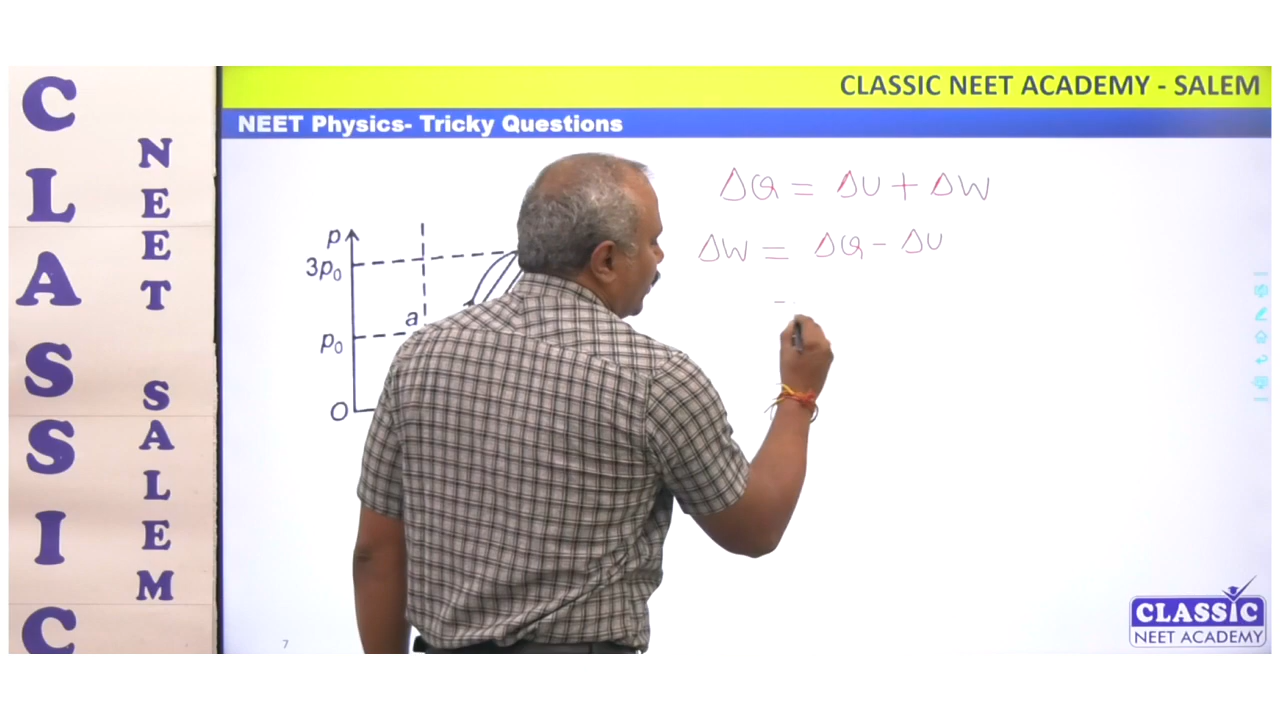 CLASSIC
NEET SALEM
CLASSIC NEET ACADEMY - SALEM
NEET Physics- Tricky Questions
ΔQ = ΔU + ΔW
ΔW = ΔQ - ΔU
p
3p₀
a
p₀
O
7
CLASSIC
NEET ACADEMY